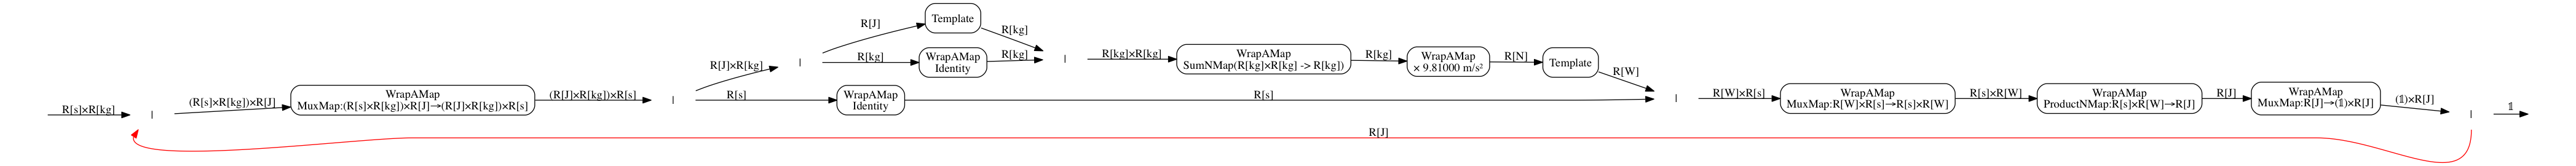 R[s]×R[kg]
(R[s]×R[kg])×R[J]
WrapAMap
MuxMap:(R[s]×R[kg])×R[J]→(R[J]×R[kg])×R[s]
(R[J]×R[kg])×R[s]
R[J]×R[kg]
R[s]
R[J]
R[kg]
Template
WrapAMap
Identity
WrapAMap
Identity
R[kg]
R[kg]
R[kg]×R[kg]
WrapAMap
SumNMap(R[kg]×R[kg] -> R[kg])
R[kg]
WrapAMap
× 9.81000 m/s²
R[N]
Template
R[W]
R[s]
R[W]×R[s]
WrapAMap
MuxMap:R[W]×R[s]→R[s]×R[W]
R[s]×R[W]
WrapAMap
ProductNMap:R[s]×R[W]→R[J]
R[J]
WrapAMap
MuxMap:R[J]→(𝟙)×R[J]
(𝟙)×R[J]
𝟙
R[J]